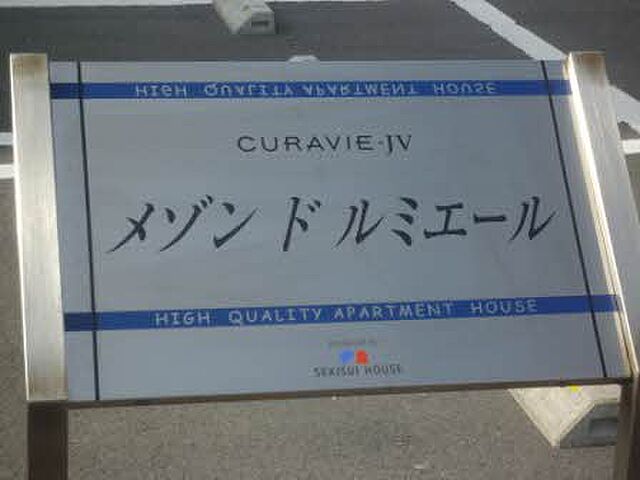 HIGH QUALITY APARTMENT HOUSE
CURAVIE-IV
メゾン ド ルミエール
HIGH QUALITY APARTMENT HOUSE
SEKISUI HOUSE